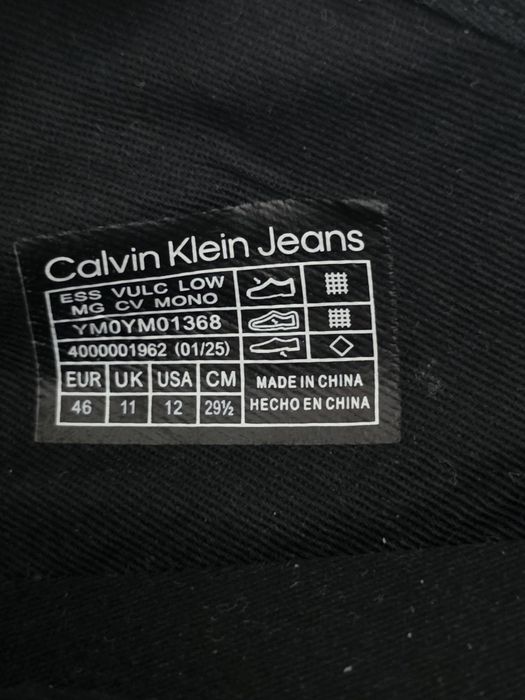 Calvin Klein Jeans
ESS VULC LOW
MG CV MONO
YM0YM01368
4000001962 (01/25)
EUR UK USA CM
46 11 12 29½
MADE IN CHINA
HECHO EN CHINA